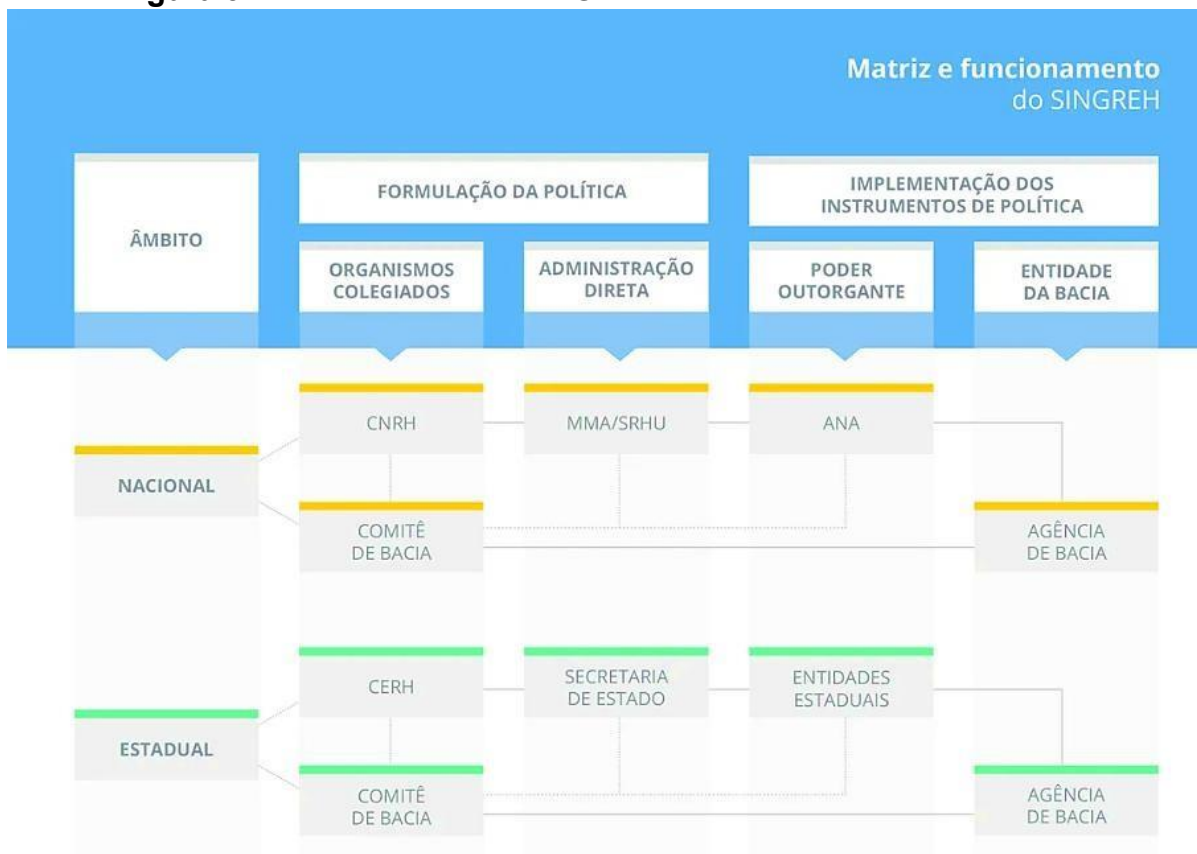 Matriz e funcionamento
do SINGREH
ÂMBITO
FORMULAÇÃO DA POLÍTICA
IMPLEMENTAÇÃO DOS
INSTRUMENTOS DE POLÍTICA
ORGANISMOS
COLEGIADOS
ADMINISTRAÇÃO
DIRETA
PODER
OUTORGANTE
ENTIDADE
DA BACIA
NACIONAL
CNRH
MMA/SRHU
ANA
COMITÊ
DE BACIA
AGÊNCIA
DE BACIA
ESTADUAL
CERH
SECRETARIA
DE ESTADO
ENTIDADES
ESTADUAIS
COMITÊ
DE BACIA
AGÊNCIA
DE BACIA